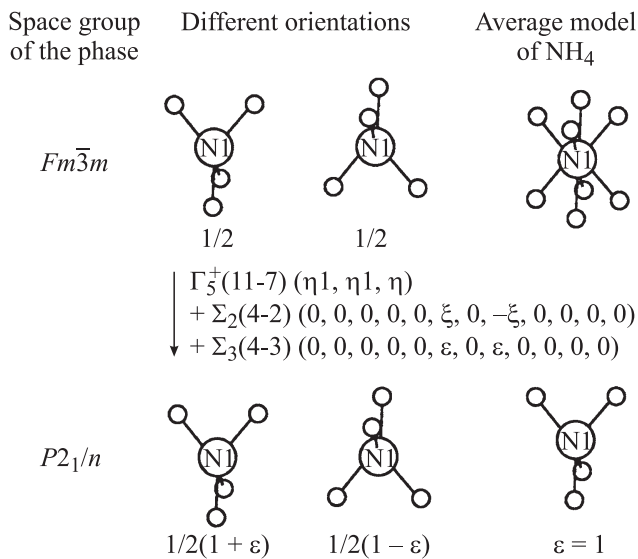 Space group of the phase
Different orientations
Average model of NH₄
Fm3̅m
N1
N1
N1
1/2
1/2
Γ₅⁺(11-7) (η1, η1, η)
+ Σ₂(4-2) (0, 0, 0, 0, 0, ξ, 0, –ξ, 0, 0, 0, 0)
+ Σ₃(4-3) (0, 0, 0, 0, 0, ε, 0, ε, 0, 0, 0, 0)
P2₁/n
N1
N1
N1
1/2(1 + ε)
1/2(1 – ε)
ε = 1